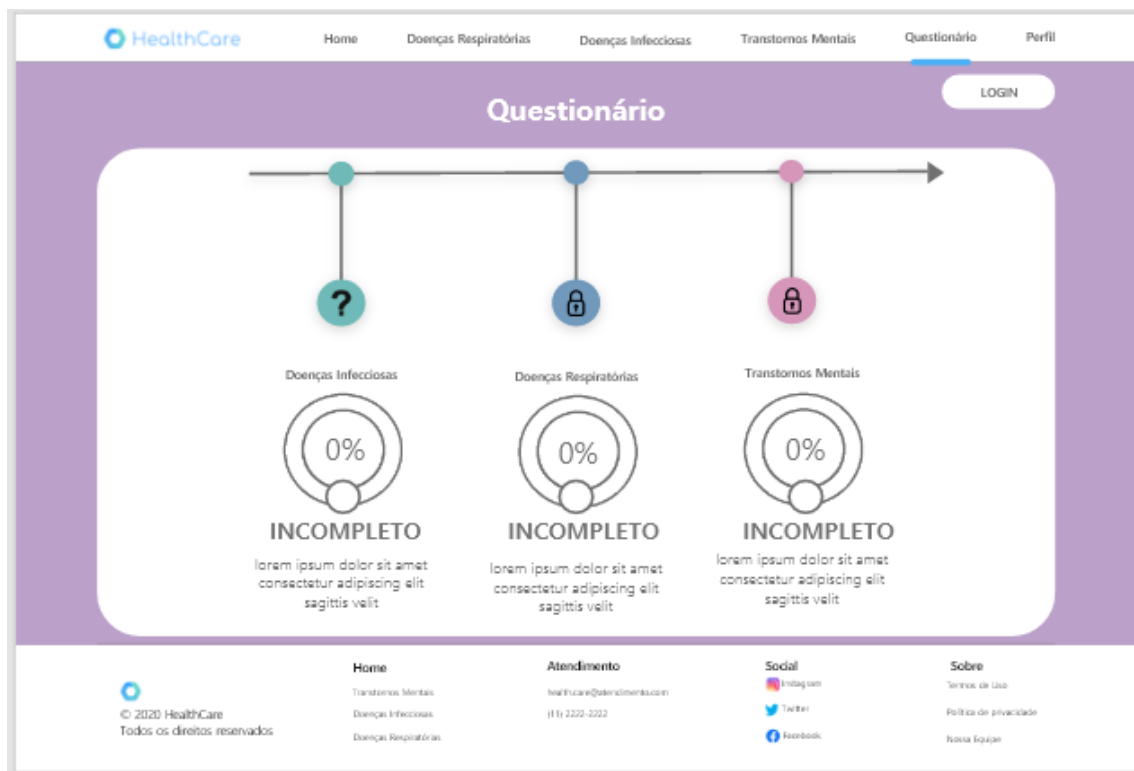 HealthCare
Home
Doenças Respiratórias
Doenças Infecciosas
Transtornos Mentais
Questionário
Perfil
LOGIN
Questionário
?
Doenças Infecciosas
Doenças Respiratórias
Transtornos Mentais
0%
0%
0%
INCOMPLETO
INCOMPLETO
INCOMPLETO
lorem ipsum dolor sit amet
consectetur adipiscing elit
sagittis velit
lorem ipsum dolor sit amet
consectetur adipiscing elit
sagittis velit
lorem ipsum dolor sit amet
consectetur adipiscing elit
sagittis velit
© 2020 HealthCare
Todos os direitos reservados
Home
Transtornos Mentais
Doenças Infecciosas
Doenças Respiratórias
Atendimento
health.care@atendimento.com
(11) 2222-2222
Social
Instagram
Twitter
Facebook
Sobre
Termos de Uso
Política de privacidade
Nossa Equipe